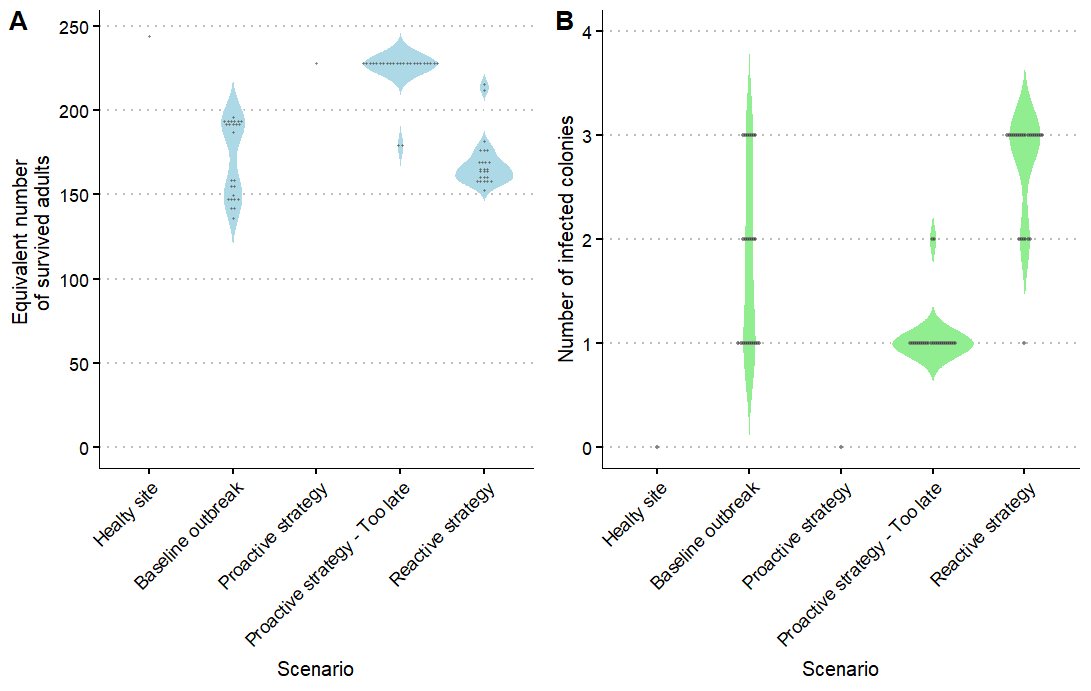 A
250
200
150
100
50
0
Equivalent number
of survived adults
Healty site
Baseline outbreak
Proactive strategy
Proactive strategy - Too late
Reactive strategy
Scenario
B
4
3
2
1
0
Number of infected colonies
Healty site
Baseline outbreak
Proactive strategy
Proactive strategy - Too late
Reactive strategy
Scenario